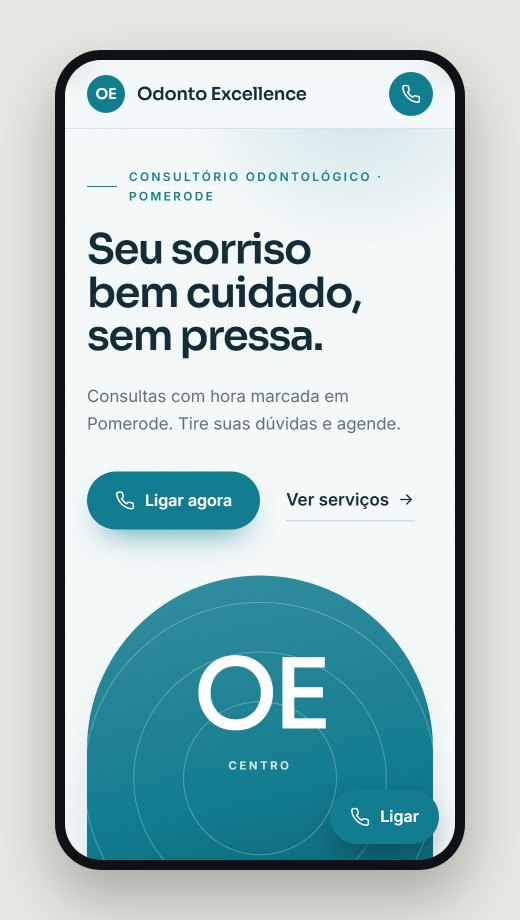 OE Odonto Excellence
CONSULTÓRIO ODONTOLÓGICO ·
POMERODE
Seu sorriso
bem cuidado,
sem pressa.
Consultas com hora marcada em
Pomerode. Tire suas dúvidas e agende.
Ligar agora Ver serviços →
OE
CENTRO
Ligar